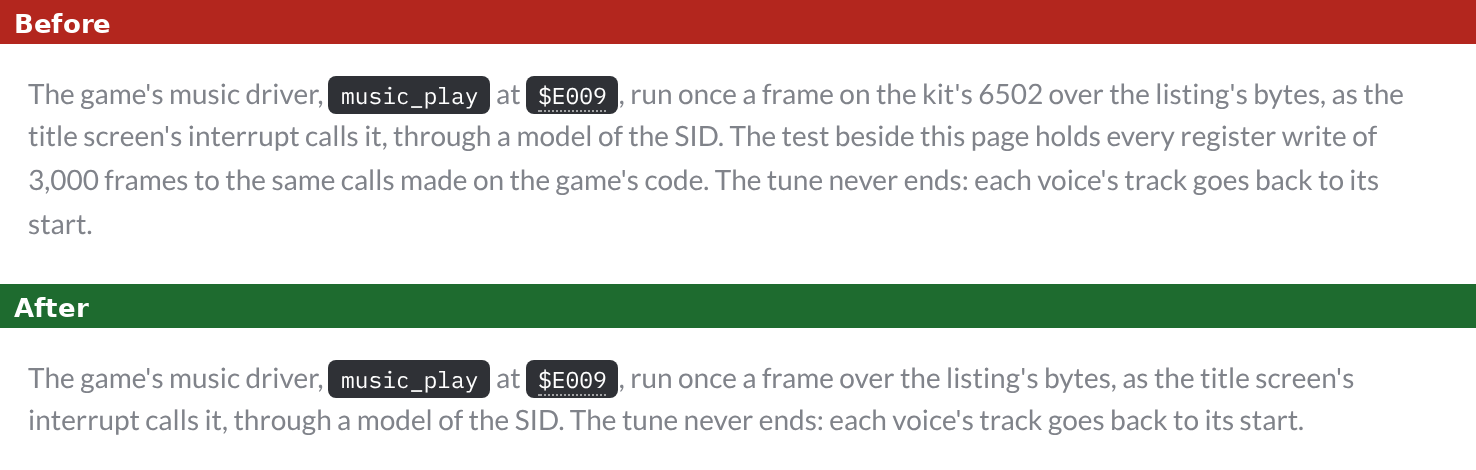 Before
The game's music driver, music_play at $E009, run once a frame on the kit's 6502 over the listing's bytes, as the
title screen's interrupt calls it, through a model of the SID. The test beside this page holds every register write of
3,000 frames to the same calls made on the game's code. The tune never ends: each voice's track goes back to its
start.
After
The game's music driver, music_play at $E009, run once a frame over the listing's bytes, as the title screen's
interrupt calls it, through a model of the SID. The tune never ends: each voice's track goes back to its start.